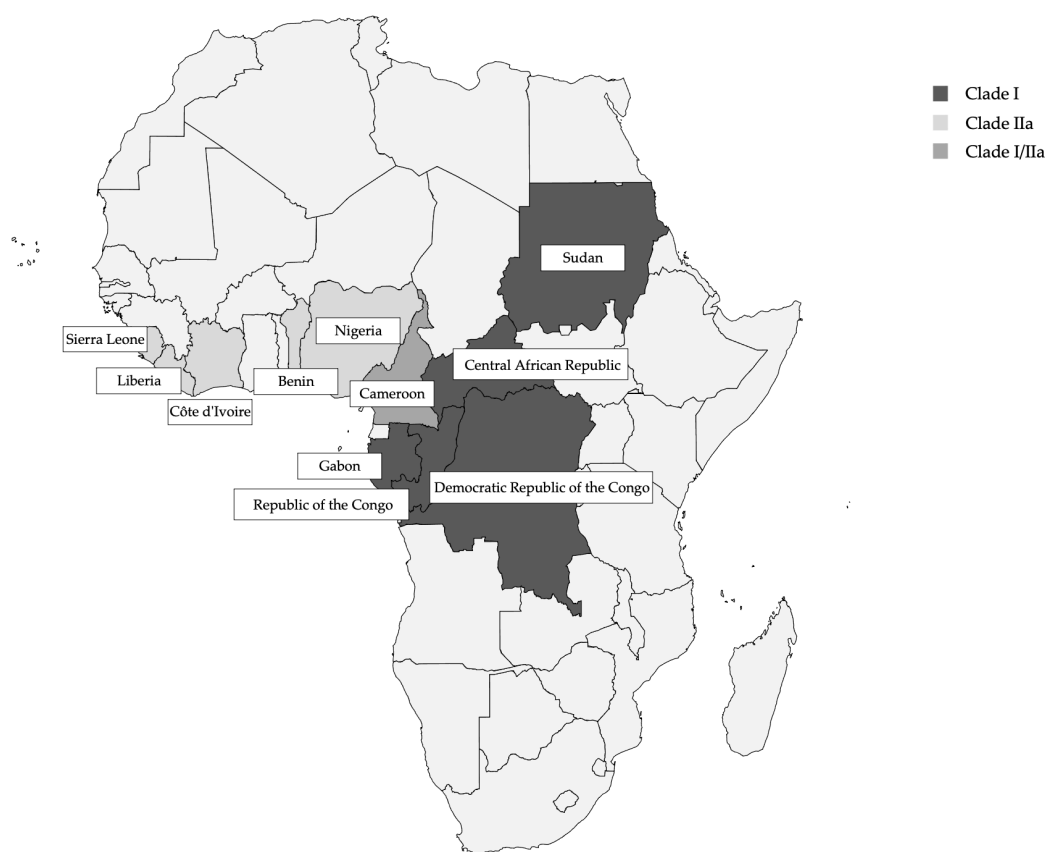 Clade I
Clade IIa
Clade I/IIa
Sudan
Nigeria
Sierra Leone
Central African Republic
Liberia
Benin
Cameroon
Côte d'Ivoire
Gabon
Democratic Republic of the Congo
Republic of the Congo